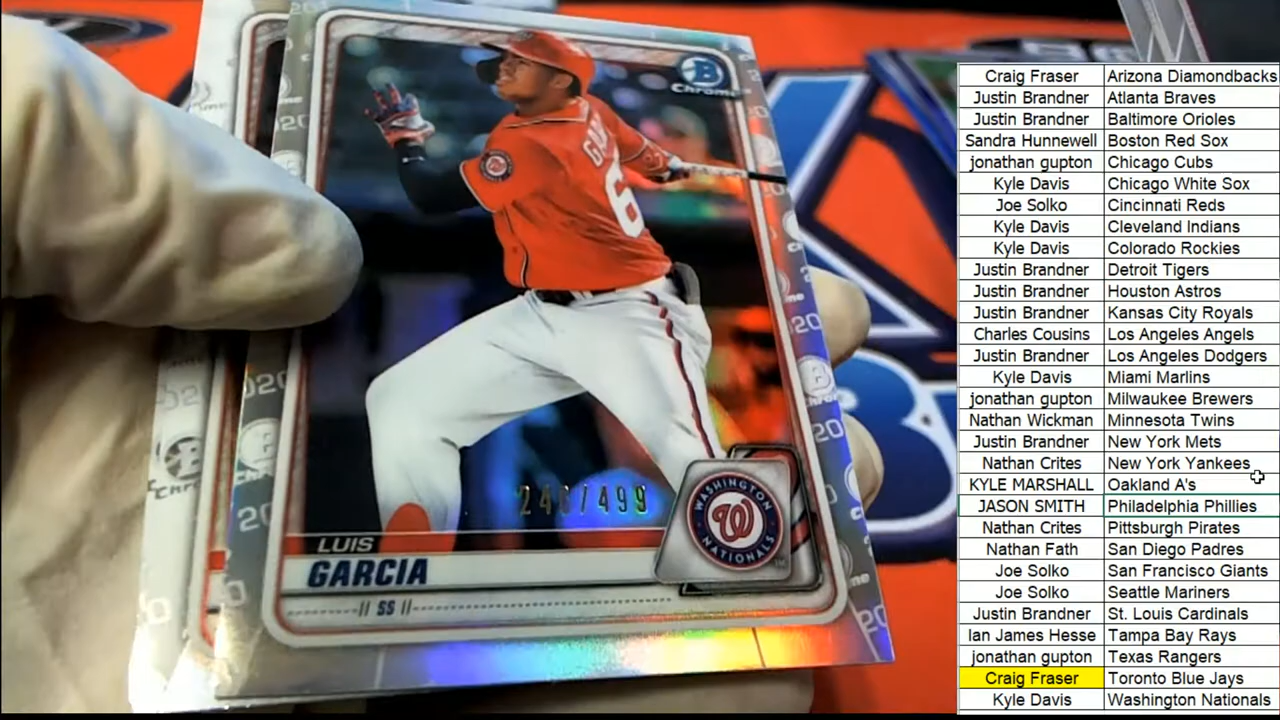 B
Chrome
GARCIA
6
WASHINGTON
W
NATIONALS
LUIS
GARCIA
SS
Craig Fraser Arizona Diamondbacks
Justin Brandner Atlanta Braves
Justin Brandner Baltimore Orioles
Sandra Hunnewell Boston Red Sox
jonathan gupton Chicago Cubs
Kyle Davis Chicago White Sox
Joe Solko Cincinnati Reds
Kyle Davis Cleveland Indians
Kyle Davis Colorado Rockies
Justin Brandner Detroit Tigers
Justin Brandner Houston Astros
Justin Brandner Kansas City Royals
Charles Cousins Los Angeles Angels
Justin Brandner Los Angeles Dodgers
Kyle Davis Miami Marlins
jonathan gupton Milwaukee Brewers
Nathan Wickman Minnesota Twins
Justin Brandner New York Mets
Nathan Crites New York Yankees
KYLE MARSHALL Oakland A's
JASON SMITH Philadelphia Phillies
Nathan Crites Pittsburgh Pirates
Nathan Fath San Diego Padres
Joe Solko San Francisco Giants
Joe Solko Seattle Mariners
Justin Brandner St. Louis Cardinals
Ian James Hesse Tampa Bay Rays
jonathan gupton Texas Rangers
Craig Fraser Toronto Blue Jays
Kyle Davis Washington Nationals